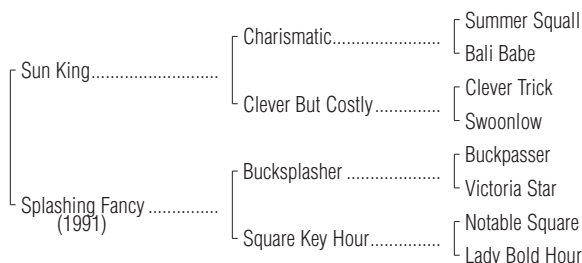 Summer Squall
Charismatic
Bali Babe
Sun King
Clever Trick
Clever But Costly
Swoonlow
Buckpasser
Bucksplasher
Victoria Star
Splashing Fancy
(1991)
Notable Square
Square Key Hour
Lady Bold Hour